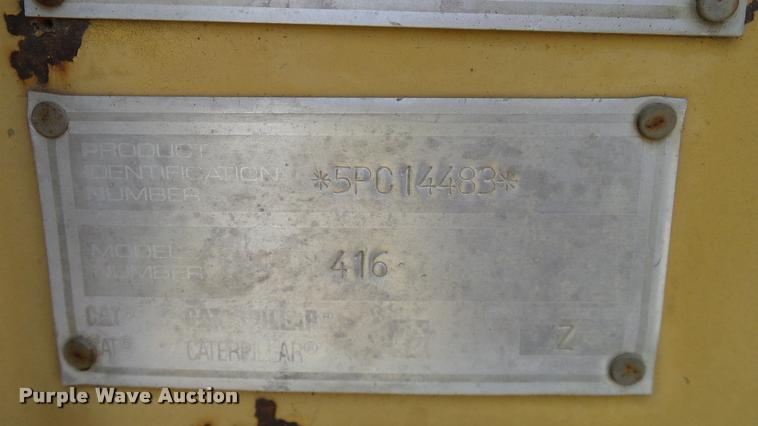 PRODUCT
IDENTIFICATION
NUMBER
*5PC14483*
MODEL
NUMBER
416
CAT® CATERPILLAR®
CAT® CATERPILLAR® Z
Purple Wave Auction